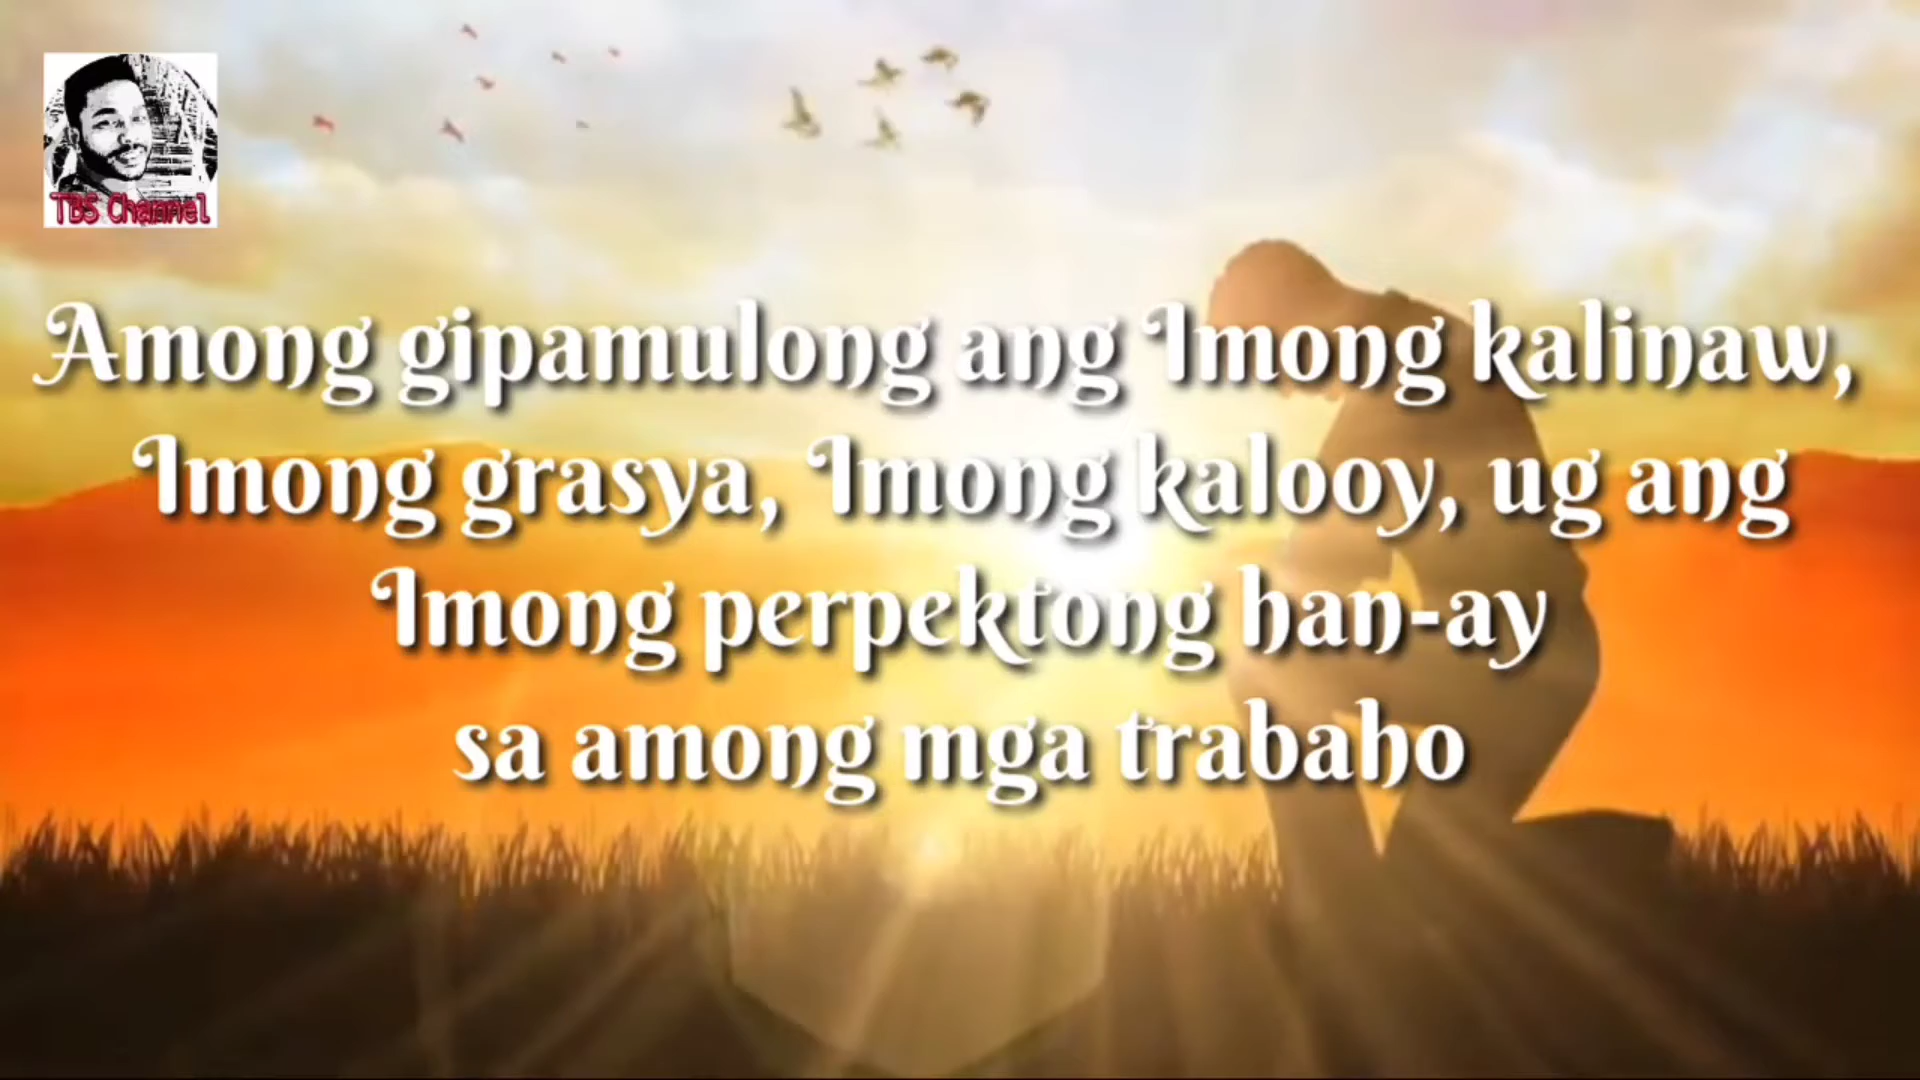 TBS Channel
Among gipamulong ang Imong kalinaw,
Imong grasya, Imong kalooy, ug ang
Imong perpektong han-ay
sa among mga trabaho